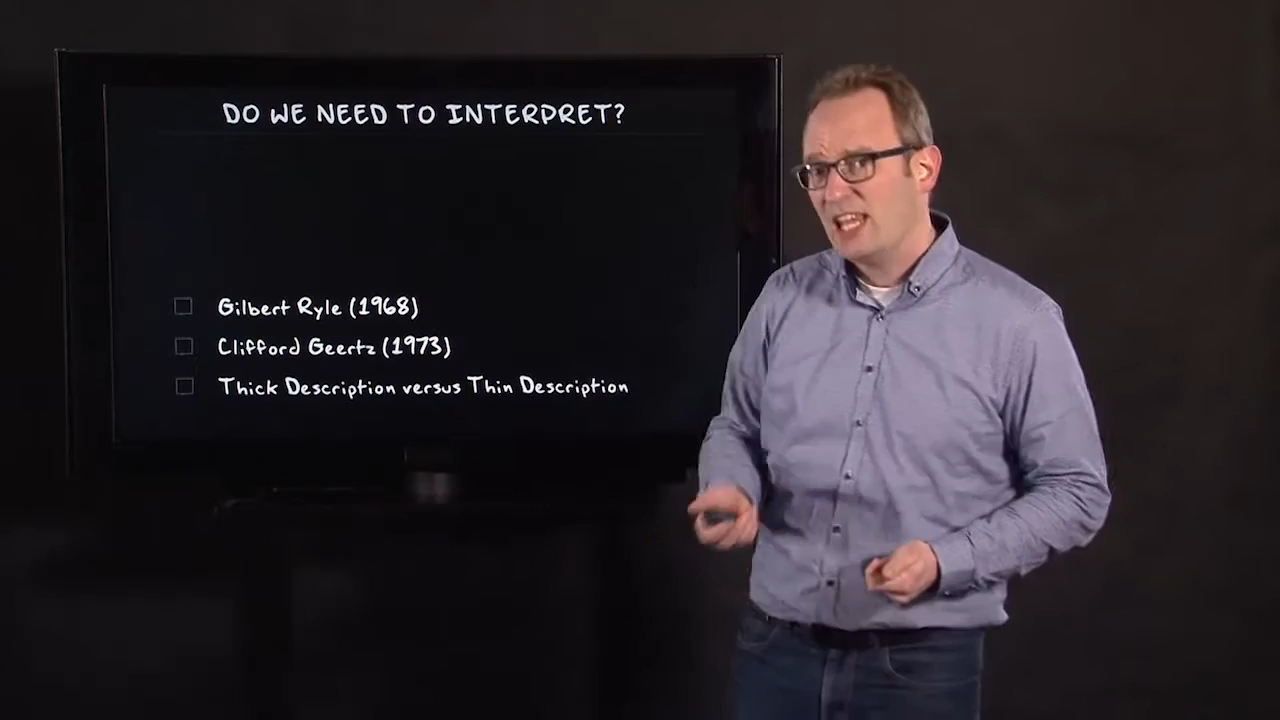 DO WE NEED TO INTERPRET?
Gilbert Ryle (1968)
Clifford Geertz (1973)
Thick Description versus Thin Description